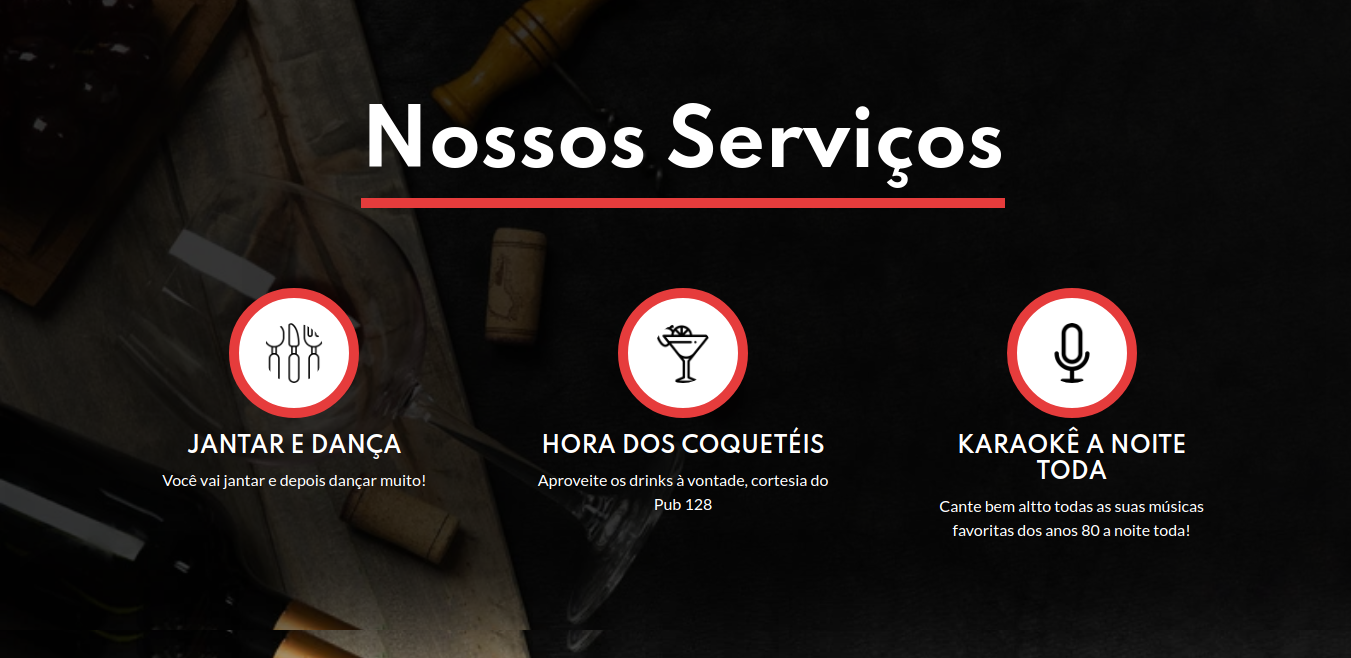 Nossos Serviços
JANTAR E DANÇA
Você vai jantar e depois dançar muito!
HORA DOS COQUETÉIS
Aproveite os drinks à vontade, cortesia do
Pub 128
KARAOKÊ A NOITE
TODA
Cante bem altto todas as suas músicas
favoritas dos anos 80 a noite toda!